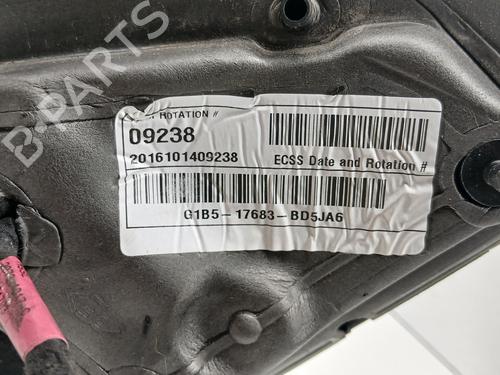 ROTATION #
09238
2016101409238
ECSS Date and Rotation #
G1B5-17683-BD5JA6
B-PARTS